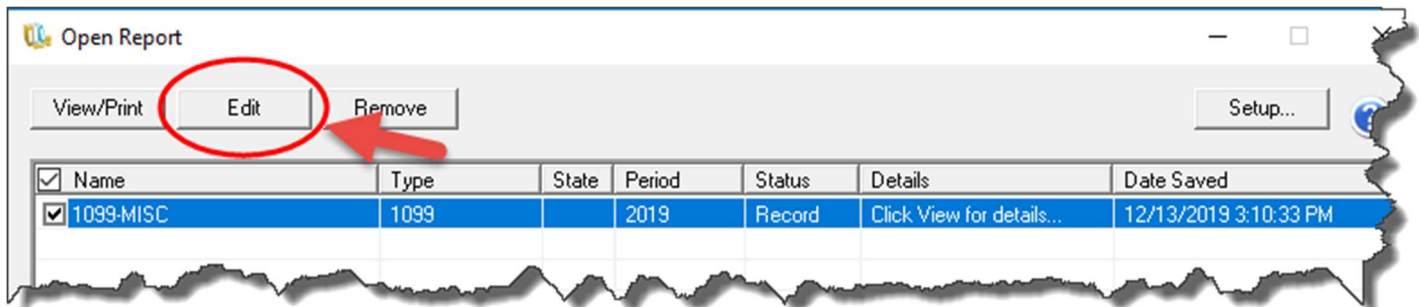 Open Report
View/Print Edit Remove Setup... ?
Name Type State Period Status Details Date Saved
1099-MISC 1099 2019 Record Click View for details... 12/13/2019 3:10:33 PM